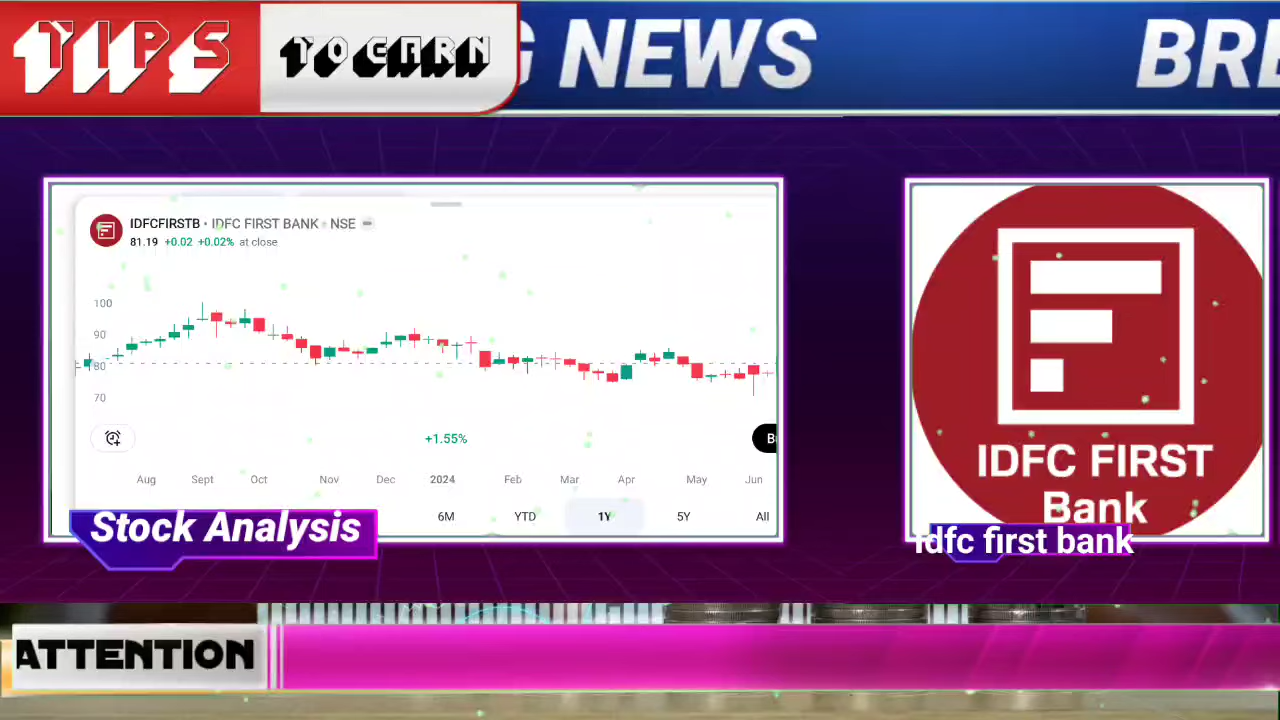 TIPS
TO EARN
G NEWS
BRE
IDFCFIRSTB · IDFC FIRST BANK · NSE
81.19 +0.02 +0.02% at close
100
90
80
70
+1.55%
B
Aug Sept Oct Nov Dec 2024 Feb Mar Apr May Jun
6M YTD 1Y 5Y All
Stock Analysis
IDFC FIRST
Bank
idfc first bank
ATTENTION